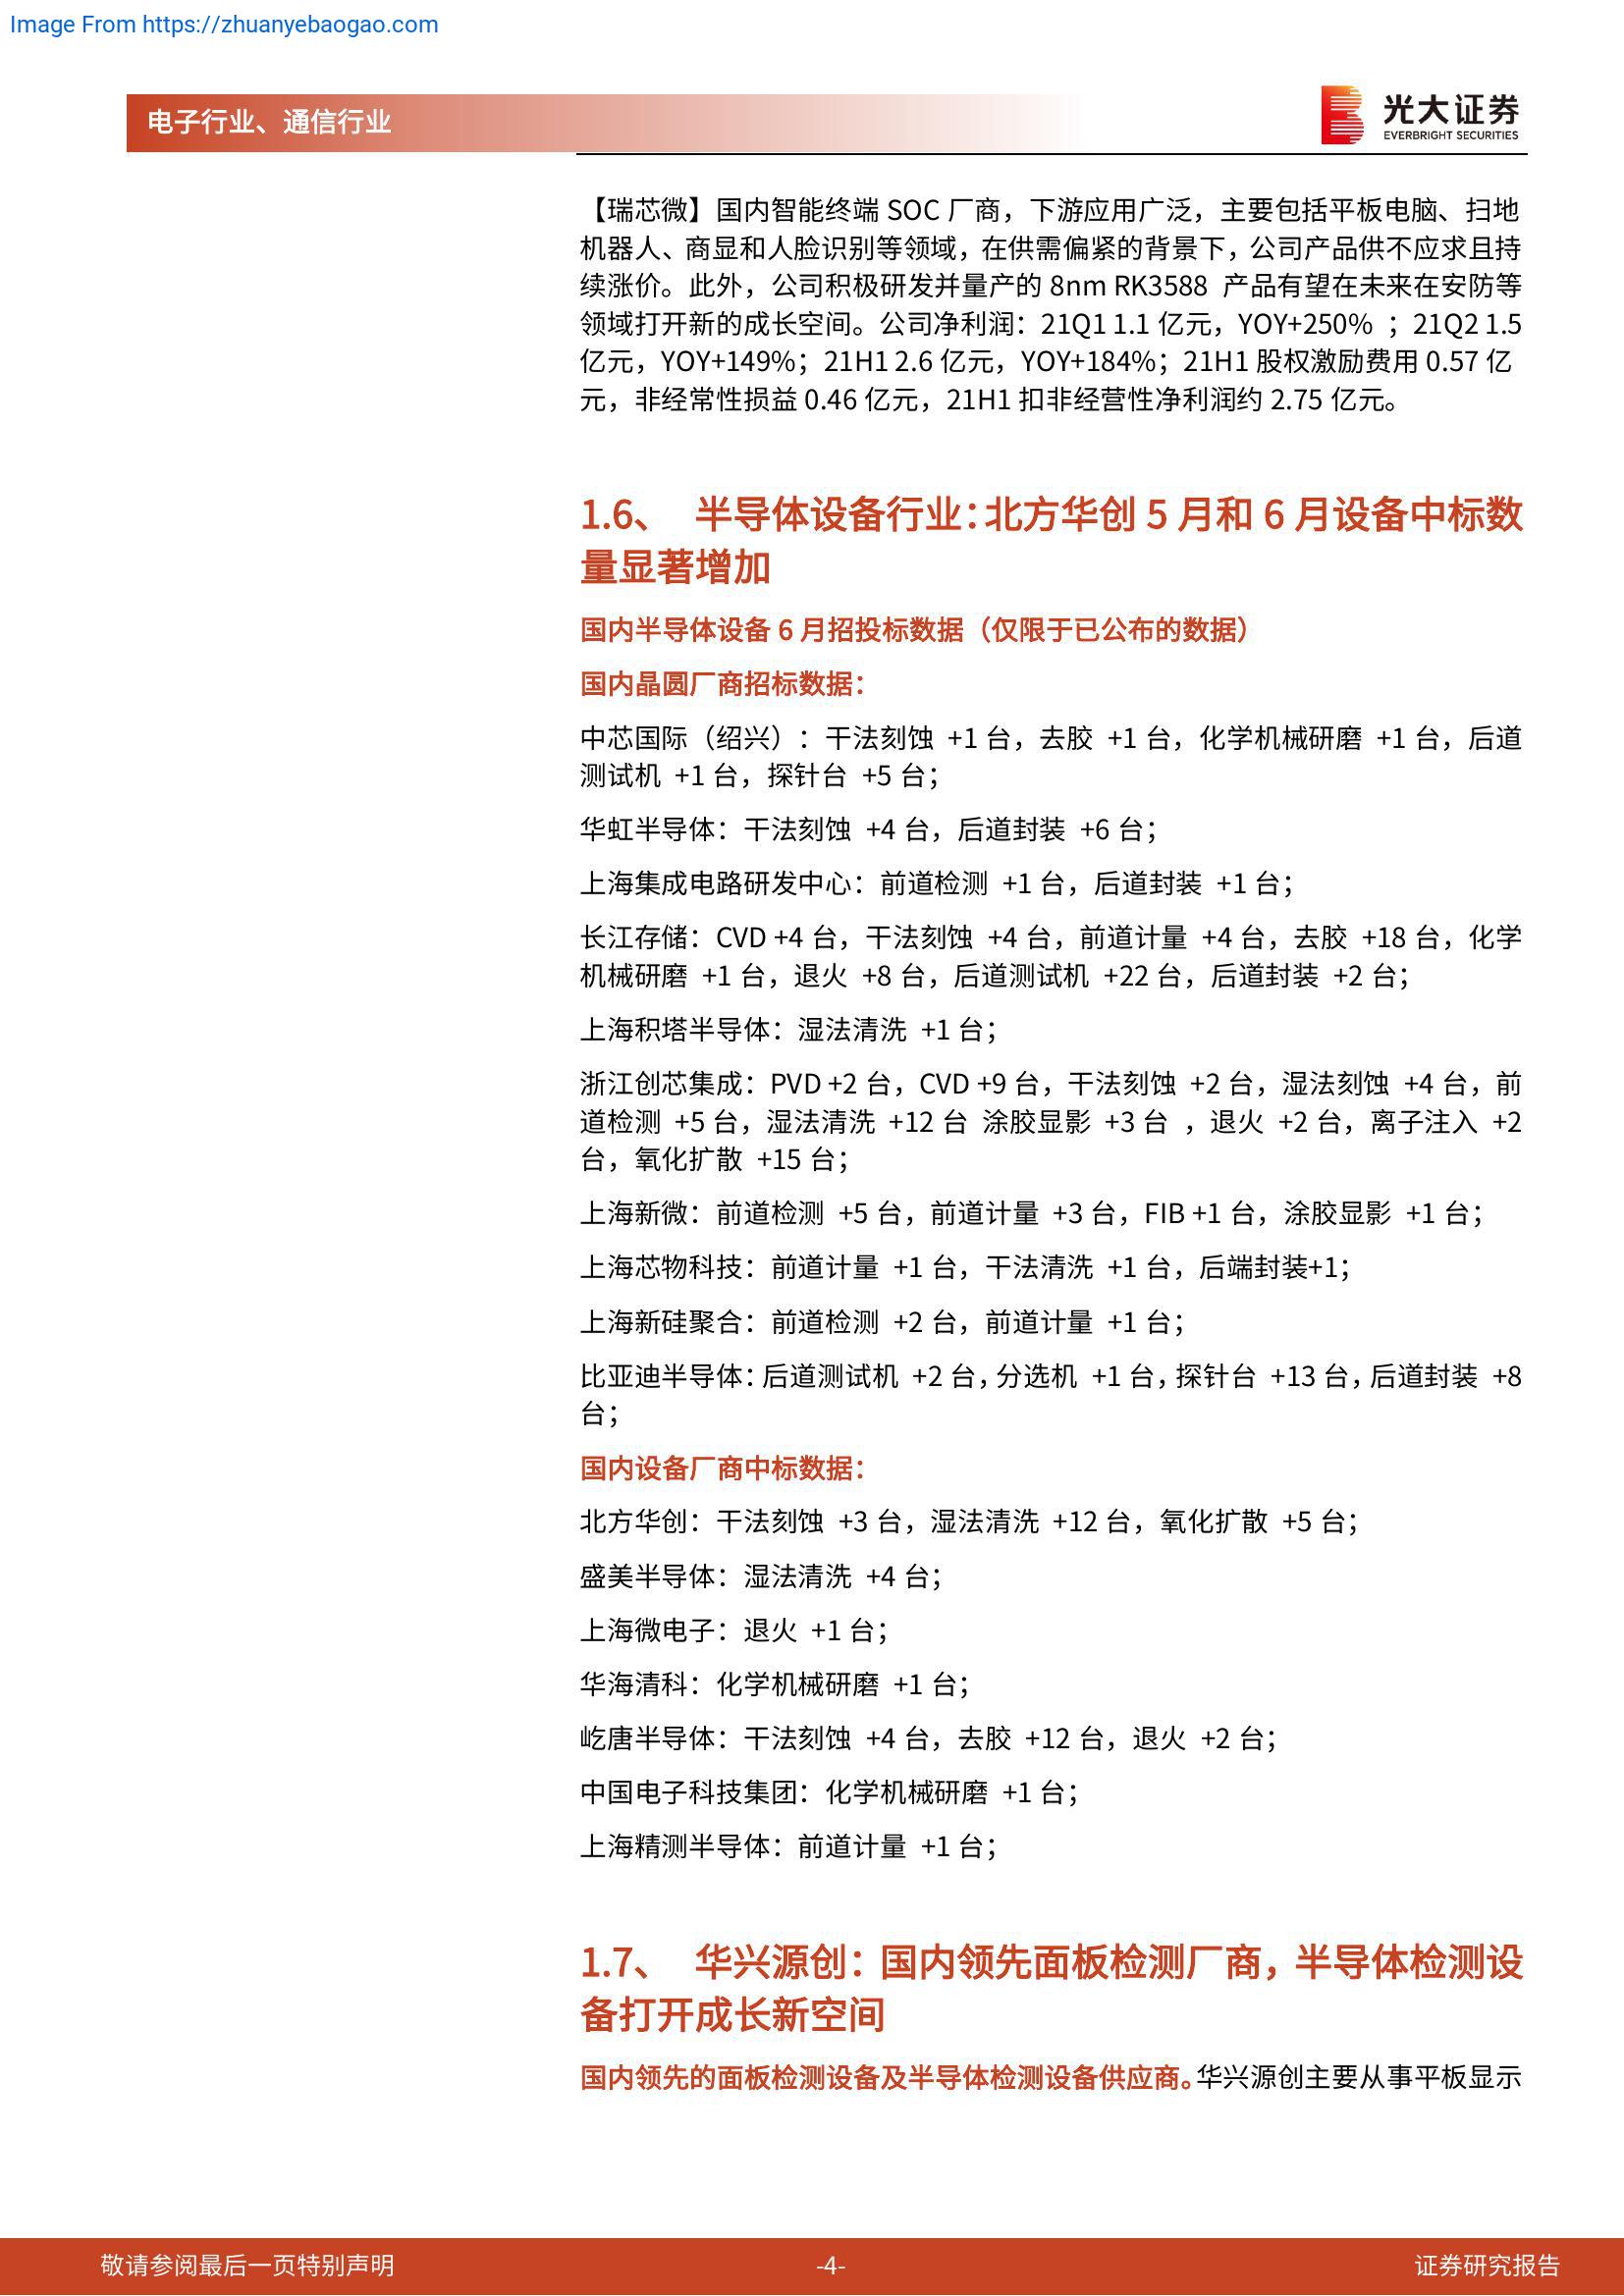 Image From https://zhuanyebaogao.com
电子行业、通信行业
光大证券
EVERBRIGHT SECURITIES
【瑞芯微】国内智能终端 SOC 厂商，下游应用广泛，主要包括平板电脑、扫地
机器人、商显和人脸识别等领域，在供需偏紧的背景下，公司产品供不应求且持
续涨价。此外，公司积极研发并量产的 8nm RK3588 产品有望在未来在安防等
领域打开新的成长空间。公司净利润：21Q1 1.1 亿元，YOY+250% ；21Q2 1.5
亿元，YOY+149%；21H1 2.6 亿元，YOY+184%；21H1 股权激励费用 0.57 亿
元，非经常性损益 0.46 亿元，21H1 扣非经营性净利润约 2.75 亿元。
1.6、 半导体设备行业：北方华创 5 月和 6 月设备中标数
量显著增加
国内半导体设备 6 月招投标数据（仅限于已公布的数据）
国内晶圆厂商招标数据：
中芯国际（绍兴）：干法刻蚀 +1 台，去胶 +1 台，化学机械研磨 +1 台，后道
测试机 +1 台，探针台 +5 台；
华虹半导体：干法刻蚀 +4 台，后道封装 +6 台；
上海集成电路研发中心：前道检测 +1 台，后道封装 +1 台；
长江存储：CVD +4 台，干法刻蚀 +4 台，前道计量 +4 台，去胶 +18 台，化学
机械研磨 +1 台，退火 +8 台，后道测试机 +22 台，后道封装 +2 台；
上海积塔半导体：湿法清洗 +1 台；
浙江创芯集成：PVD +2 台，CVD +9 台，干法刻蚀 +2 台，湿法刻蚀 +4 台，前
道检测 +5 台，湿法清洗 +12 台 涂胶显影 +3 台 ，退火 +2 台，离子注入 +2
台，氧化扩散 +15 台；
上海新微：前道检测 +5 台，前道计量 +3 台，FIB +1 台，涂胶显影 +1 台；
上海芯物科技：前道计量 +1 台，干法清洗 +1 台，后端封装+1；
上海新硅聚合：前道检测 +2 台，前道计量 +1 台；
比亚迪半导体：后道测试机 +2 台，分选机 +1 台，探针台 +13 台，后道封装 +8
台；
国内设备厂商中标数据：
北方华创：干法刻蚀 +3 台，湿法清洗 +12 台，氧化扩散 +5 台；
盛美半导体：湿法清洗 +4 台；
上海微电子：退火 +1 台；
华海清科：化学机械研磨 +1 台；
屹唐半导体：干法刻蚀 +4 台，去胶 +12 台，退火 +2 台；
中国电子科技集团：化学机械研磨 +1 台；
上海精测半导体：前道计量 +1 台；
1.7、 华兴源创：国内领先面板检测厂商，半导体检测设
备打开成长新空间
国内领先的面板检测设备及半导体检测设备供应商。华兴源创主要从事平板显示
敬请参阅最后一页特别声明
-4-
证券研究报告